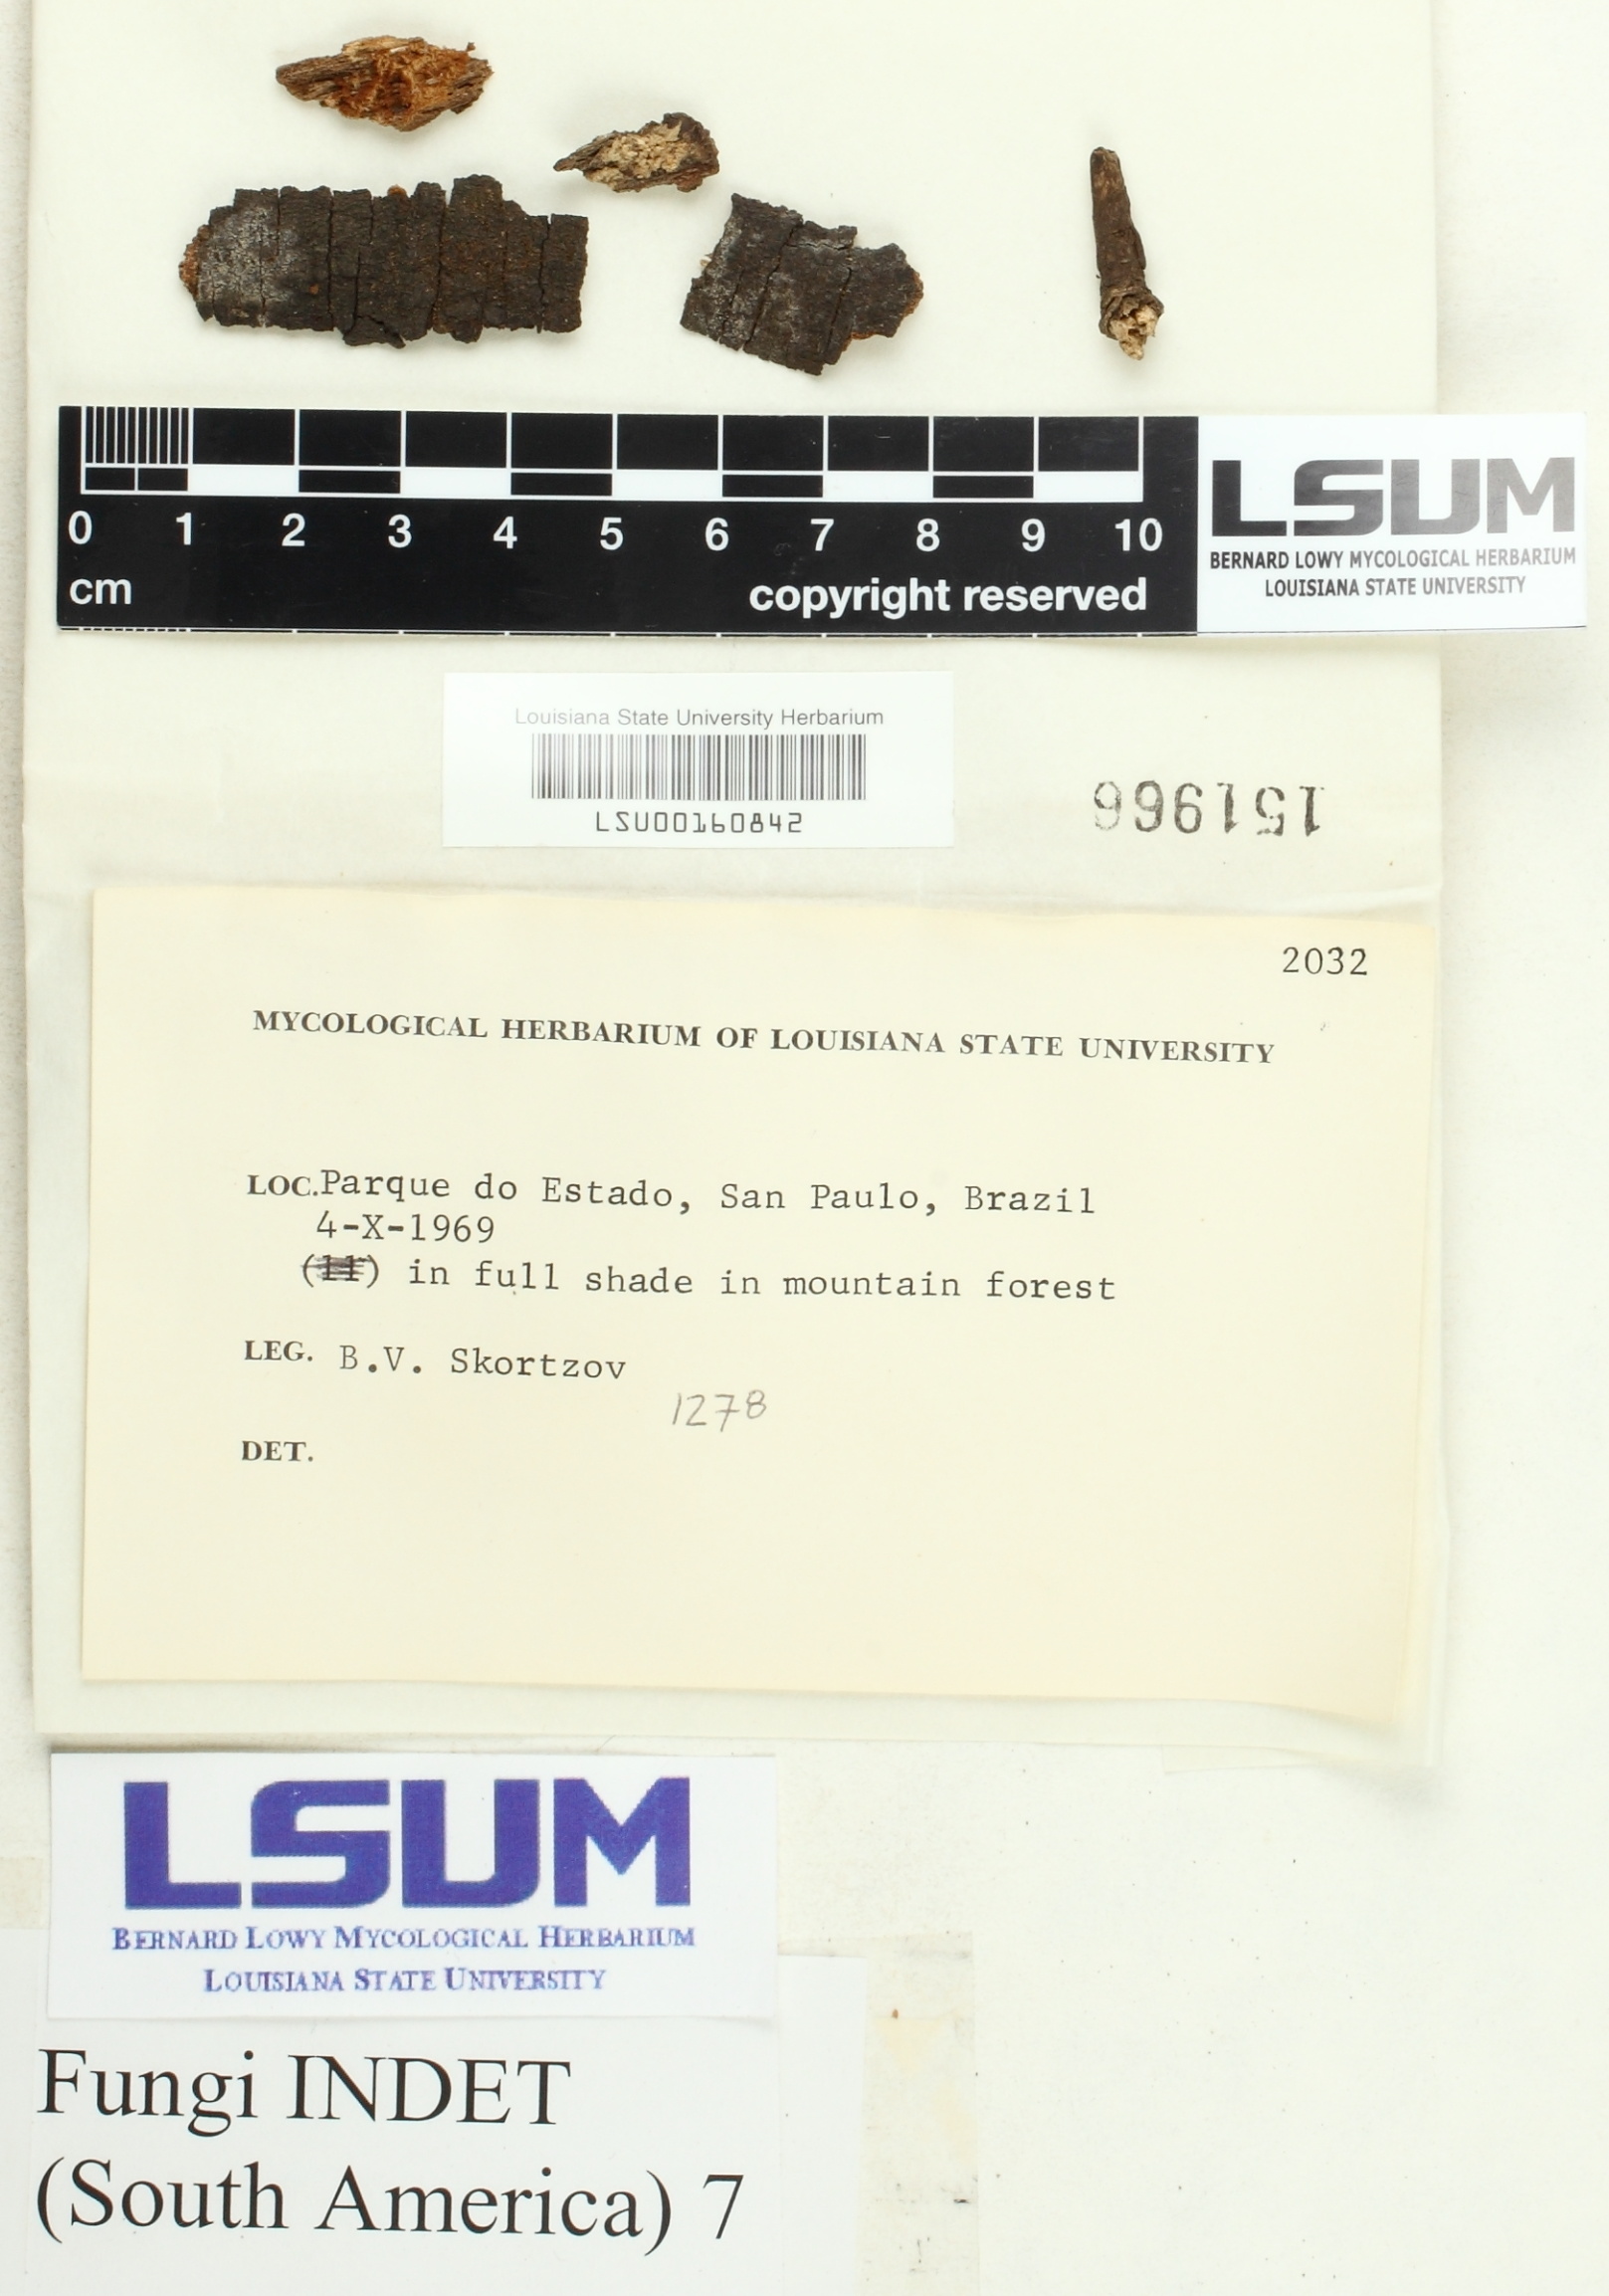 0 1 2 3 4 5 6 7 8 9 10
cm copyright reserved
LSUM
BERNARD LOWY MYCOLOGICAL HERBARIUM
LOUISIANA STATE UNIVERSITY
Louisiana State University Herbarium
LSU00160842
151966
2032
MYCOLOGICAL HERBARIUM OF LOUISIANA STATE UNIVERSITY
LOC.Parque do Estado, San Paulo, Brazil
4-X-1969
(11) in full shade in mountain forest
LEG. B.V. Skortzov
1278
DET.
LSUM
BERNARD LOWY MYCOLOGICAL HERBARIUM
LOUISIANA STATE UNIVERSITY
Fungi INDET
(South America) 7